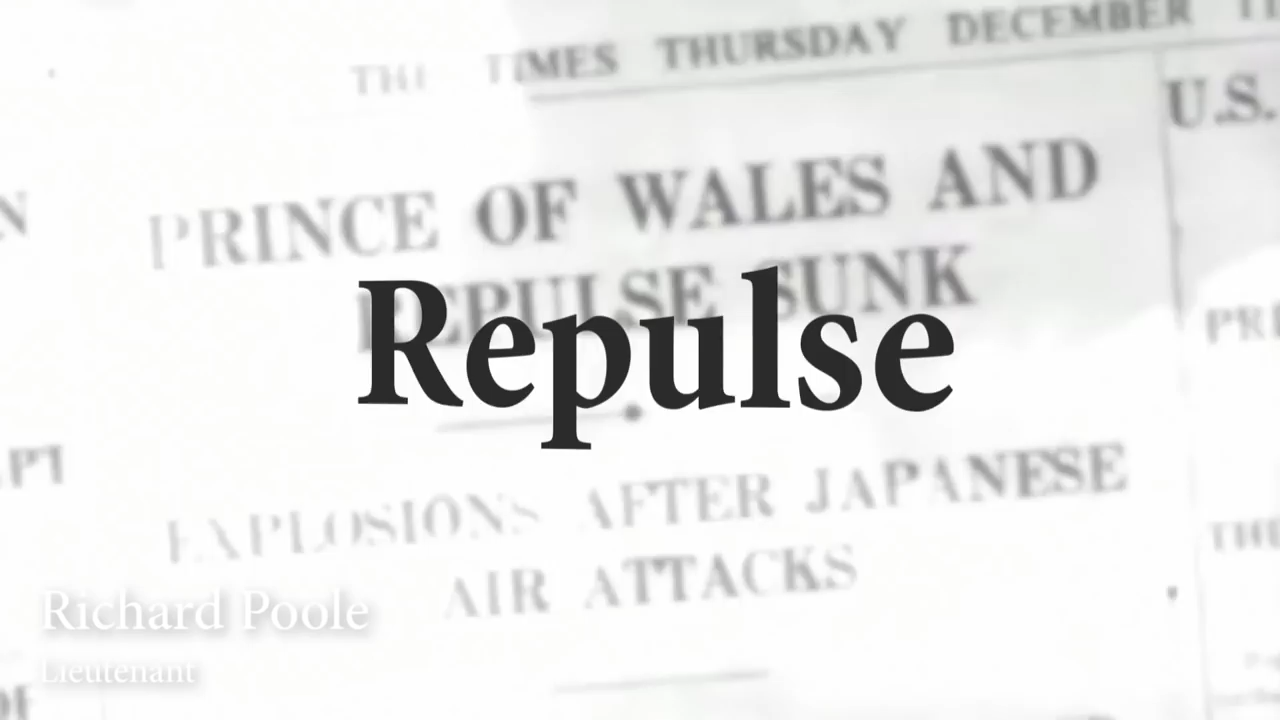 THE TIMES THURSDAY DECEMBER
U.S.
PRINCE OF WALES AND
REPULSE SUNK
Repulse
EXPLOSIONS AFTER JAPANESE
AIR ATTACKS
Richard Poole
Lieutenant